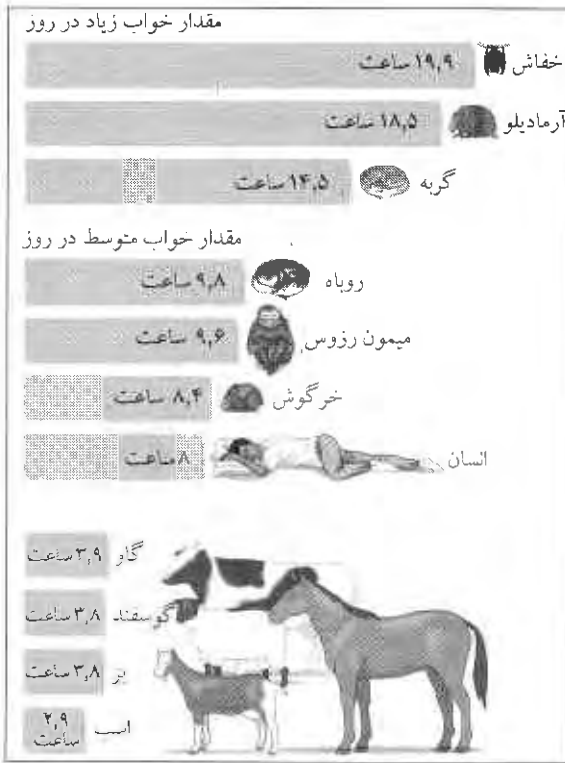 مقدار خواب زیاد در روز
خفاش ۱۹,۹ ساعت
آرمادیلو ۱۸,۵ ساعت
گربه ۱۴,۵ ساعت
مقدار خواب متوسط در روز
روباه ۹,۸ ساعت
میمون رزوس ۹,۶ ساعت
خرگوش ۸,۴ ساعت
انسان ۸ ساعت
گاو ۳,۹ ساعت
گوسفند ۳,۸ ساعت
بز ۳,۸ ساعت
اسب ۲,۹
ساعت